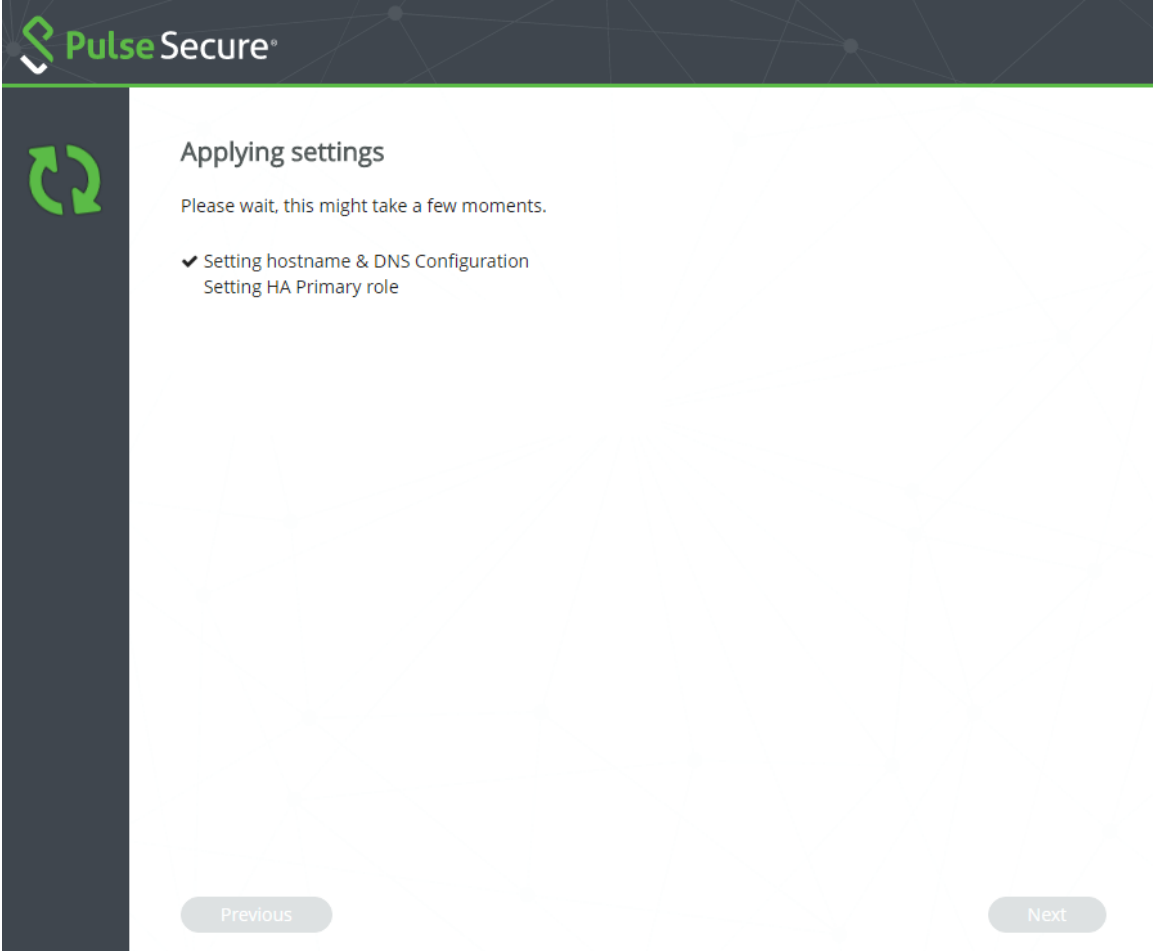 Pulse Secure®
Applying settings
Please wait, this might take a few moments.
✔ Setting hostname & DNS Configuration
Setting HA Primary role
Previous
Next